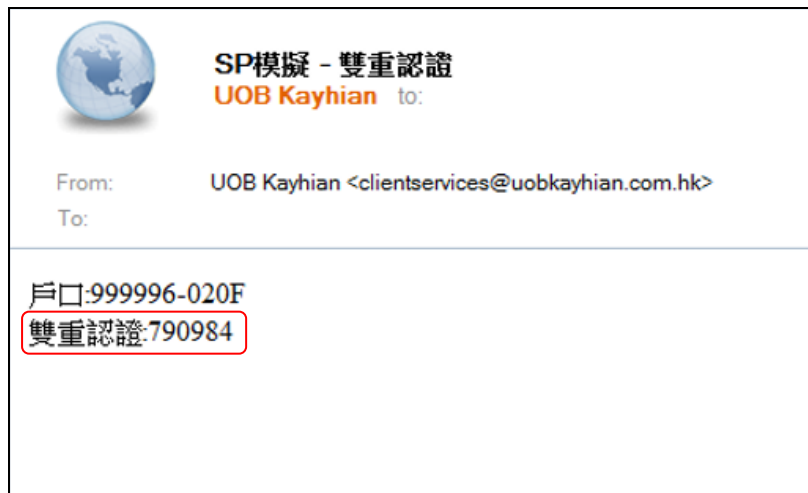 SP模擬 - 雙重認證
UOB Kayhian to:
From: UOB Kayhian <clientservices@uobkayhian.com.hk>
To:
戶口:999996-020F
雙重認證:790984